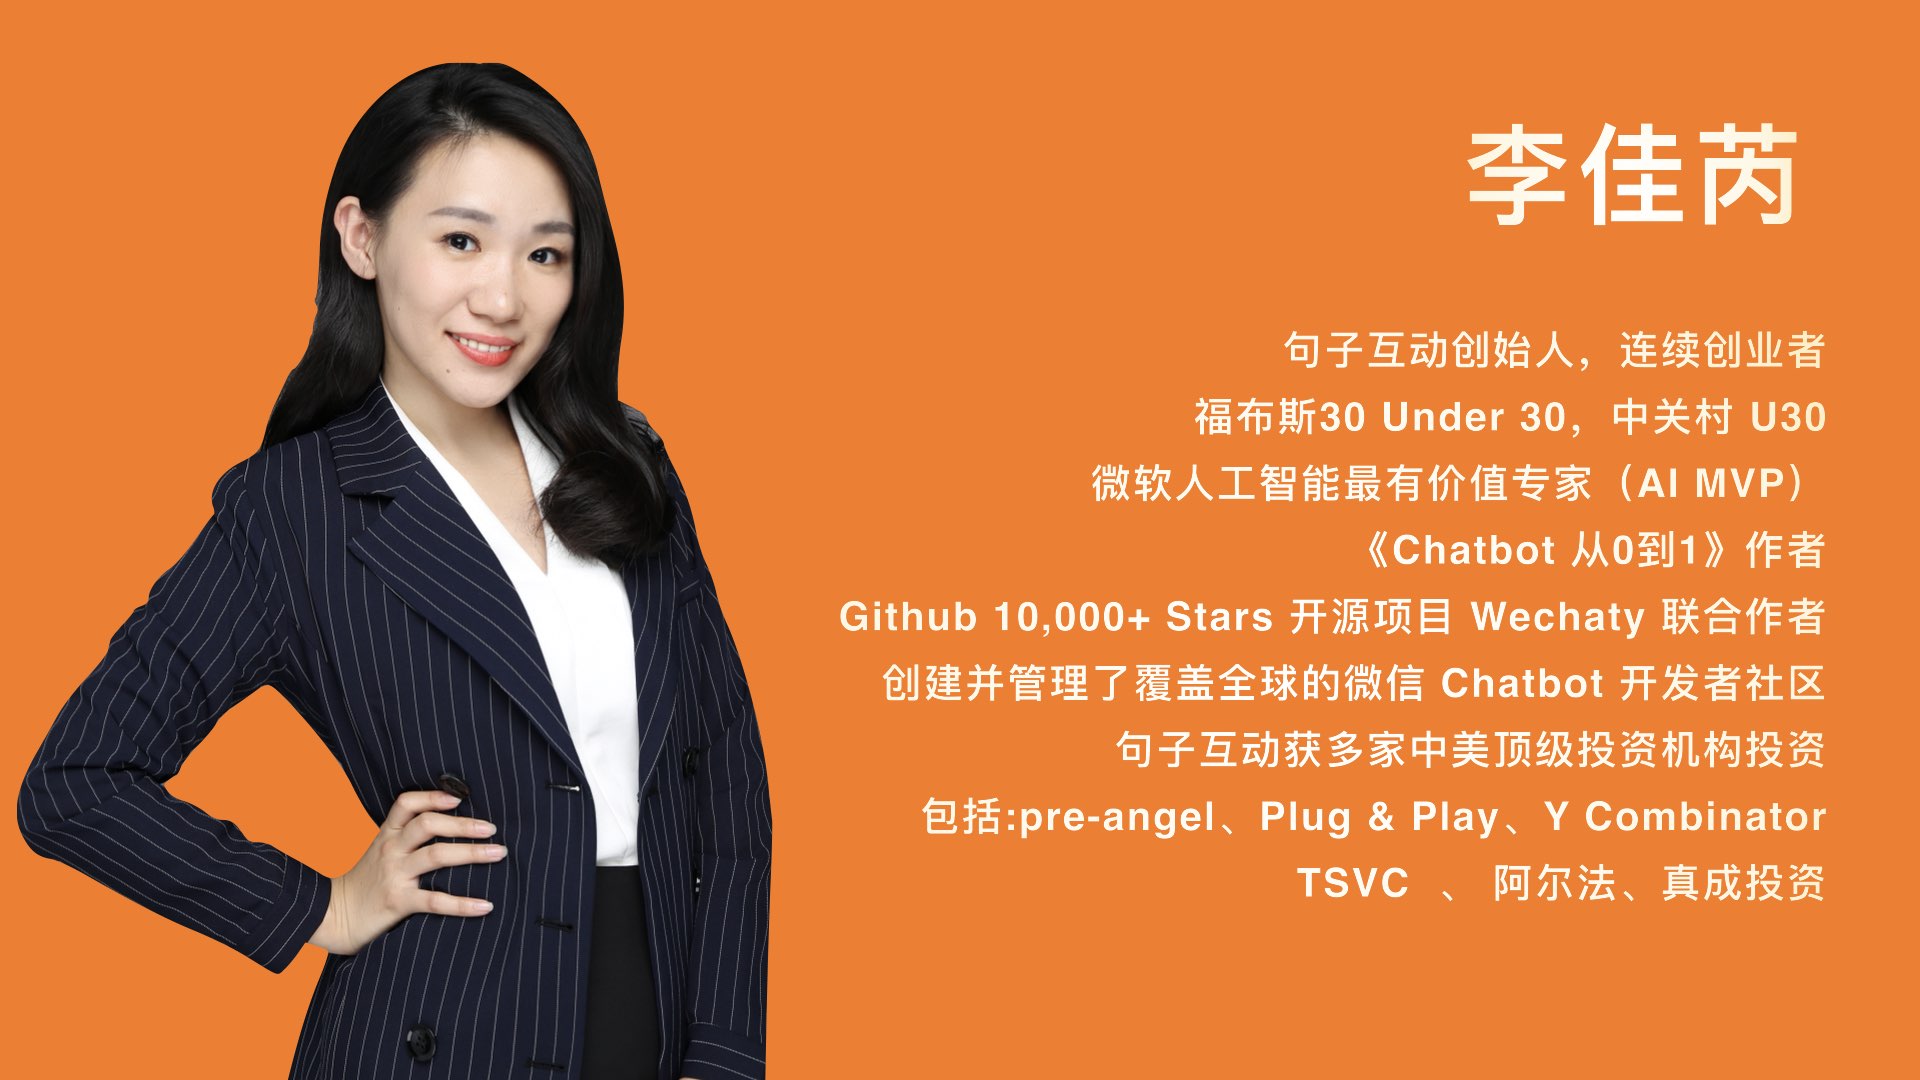 李佳芮
句子互动创始人，连续创业者
福布斯30 Under 30，中关村 U30
微软人工智能最有价值专家（AI MVP）
《Chatbot 从0到1》作者
Github 10,000+ Stars 开源项目 Wechaty 联合作者
创建并管理了覆盖全球的微信 Chatbot 开发者社区
句子互动获多家中美顶级投资机构投资
包括:pre-angel、Plug & Play、Y Combinator
TSVC 、 阿尔法、真成投资